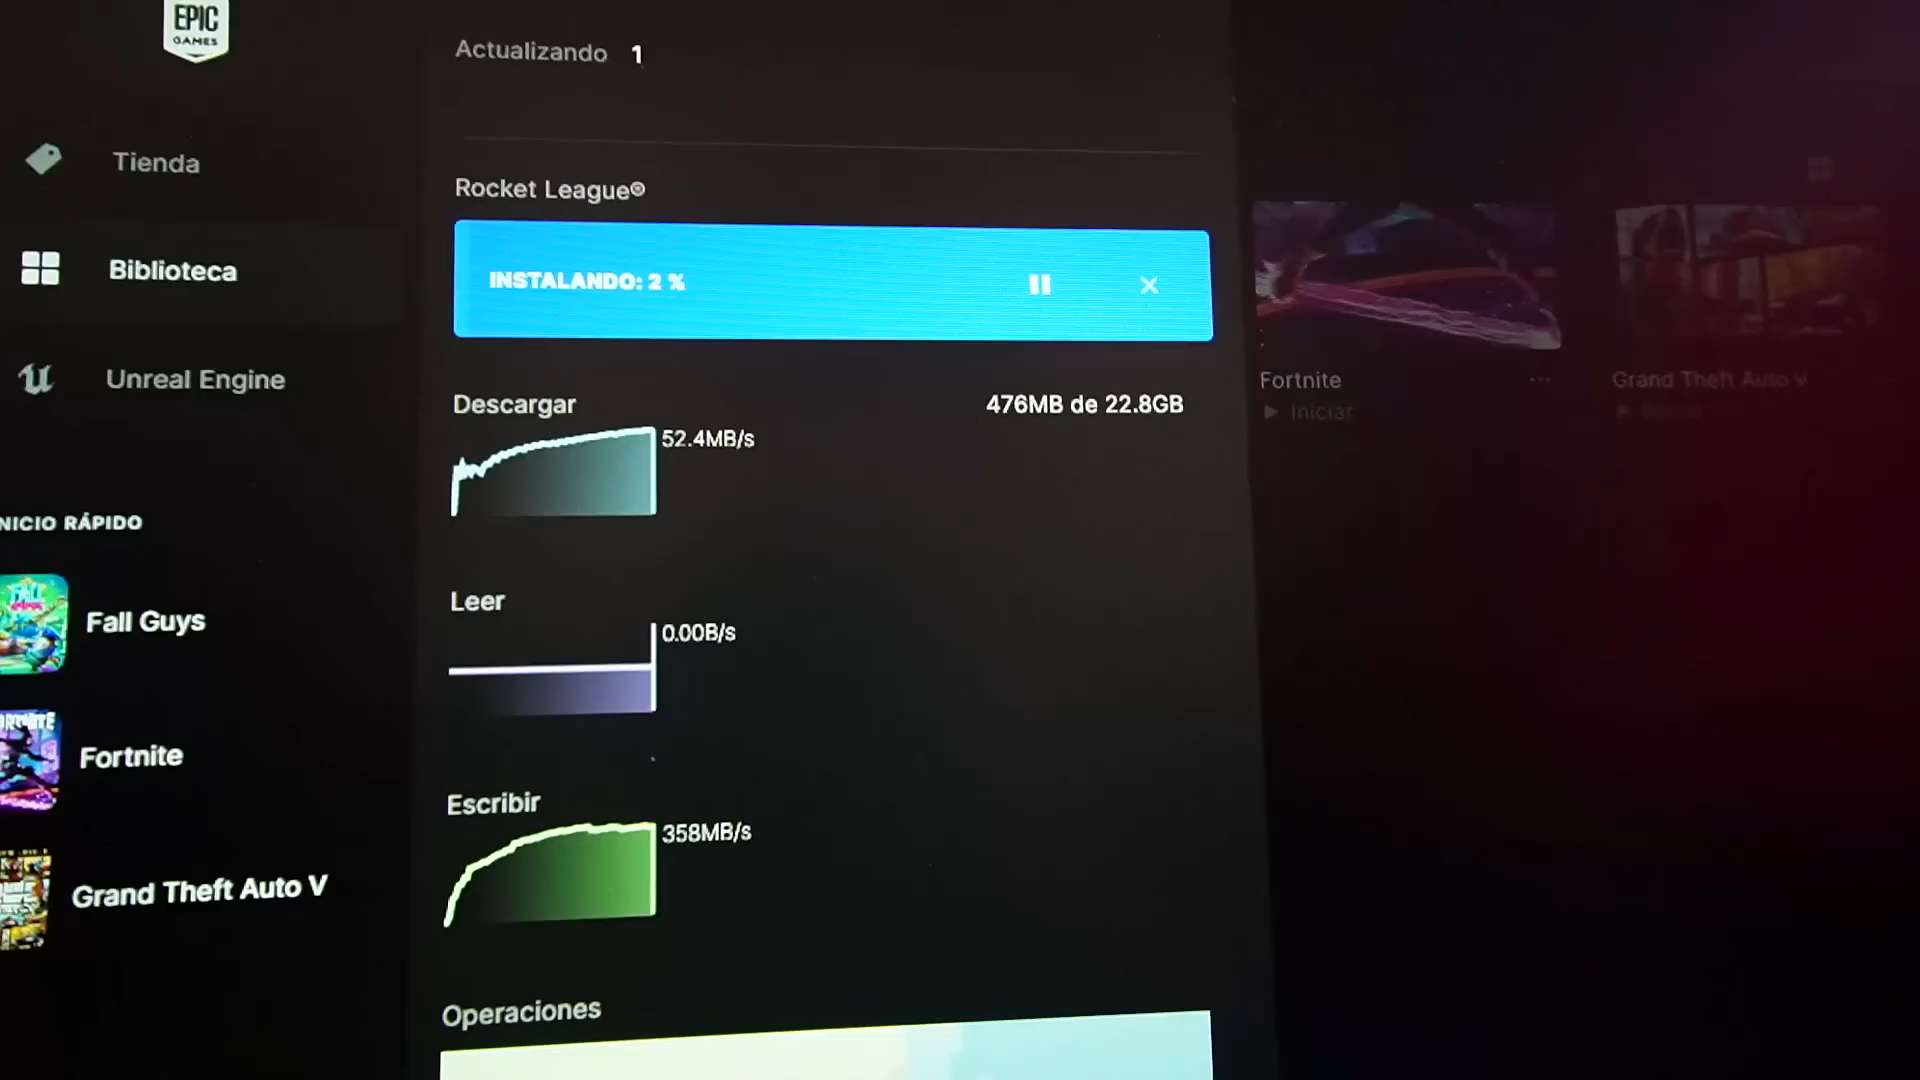 EPIC
GAMES
Tienda
Biblioteca
Unreal Engine
NICIO RÁPIDO
FALL
Fall Guys
Fortnite
Grand Theft Auto V
Actualizando 1
Rocket League®
INSTALANDO: 2 %
Descargar 476MB de 22.8GB
52.4MB/s
Leer
0.00B/s
Escribir
358MB/s
Operaciones
Fortnite ...
Iniciar
Grand Theft Auto V